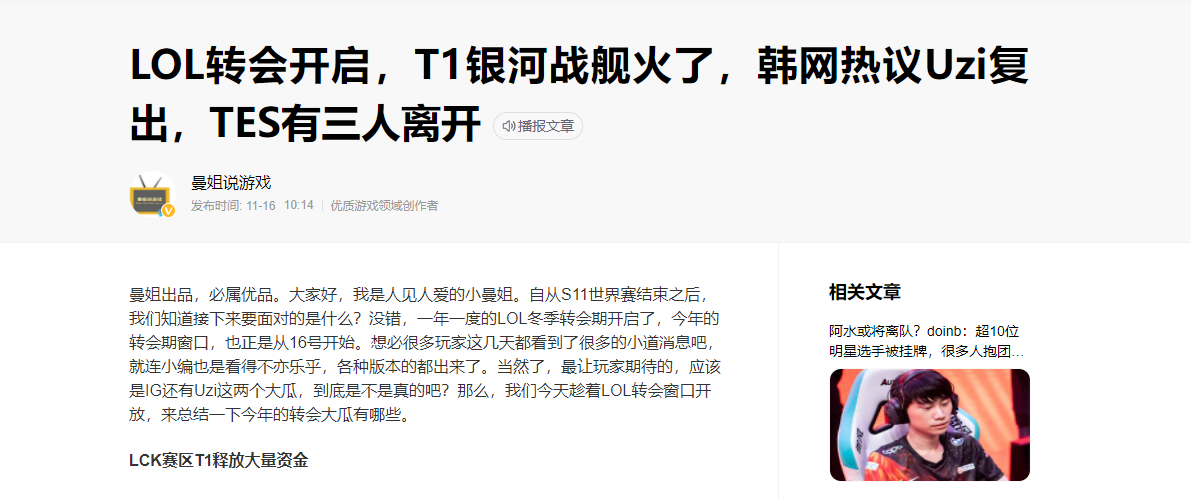 LOL转会开启，T1银河战舰火了，韩网热议Uzi复
出，TES有三人离开 播报文章
曼姐说游戏
发布时间: 11-16 10:14 优质游戏领域创作者
曼姐出品，必属优品。大家好，我是人见人爱的小曼姐。自从S11世界赛结束之后，
我们知道接下来要面对的是什么？没错，一年一度的LOL冬季转会期开启了，今年的
转会期窗口，也正是从16号开始。想必很多玩家这几天都看到了很多的小道消息吧，
就连小编也是看得不亦乐乎，各种版本的都出来了。当然了，最让玩家期待的，应该
是IG还有Uzi这两个大瓜，到底是不是真的吧？那么，我们今天趁着LOL转会窗口开
放，来总结一下今年的转会大瓜有哪些。
LCK赛区T1释放大量资金
相关文章
阿水或将离队？doinb：超10位
明星选手被挂牌，很多人抱团...